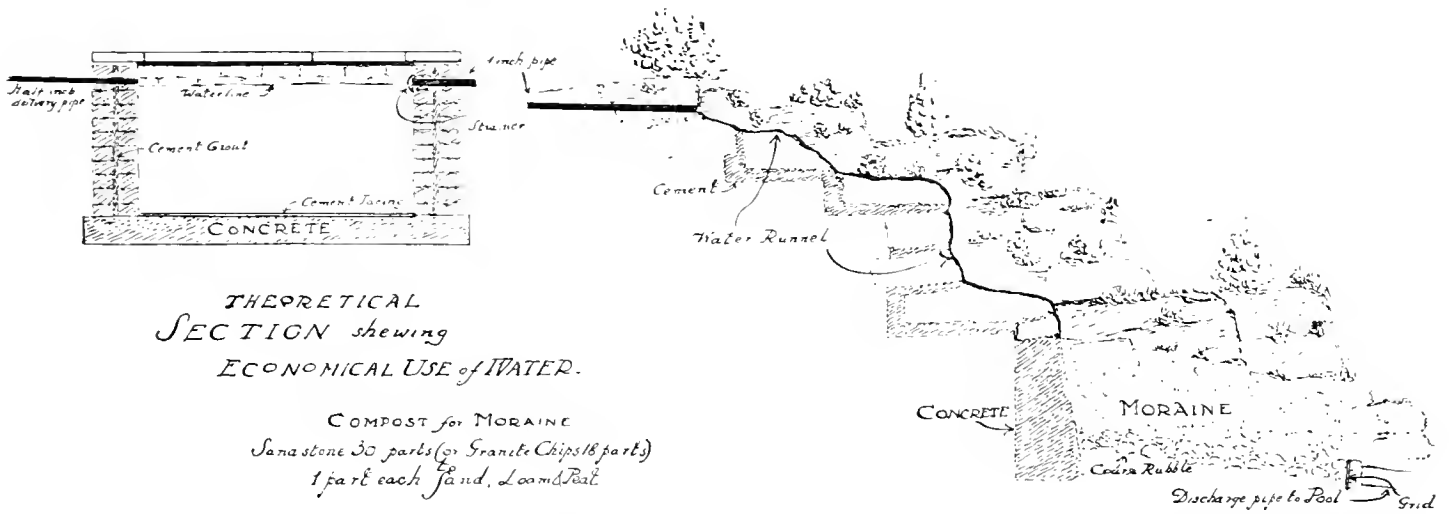 Half inch
delivery pipe
Waterline
1 inch pipe
Strainer
Cement Grout
Cement Facing
CONCRETE
Cement
Water Runnel
THEORETICAL
SECTION shewing
ECONOMICAL USE of WATER.
COMPOST for MORAINE
Sandstone 30 parts (or Granite Chips 18 parts)
1 part each Sand, Loam & Peat
CONCRETE
MORAINE
Coarse Rubble
Discharge pipe to Pool
Grid